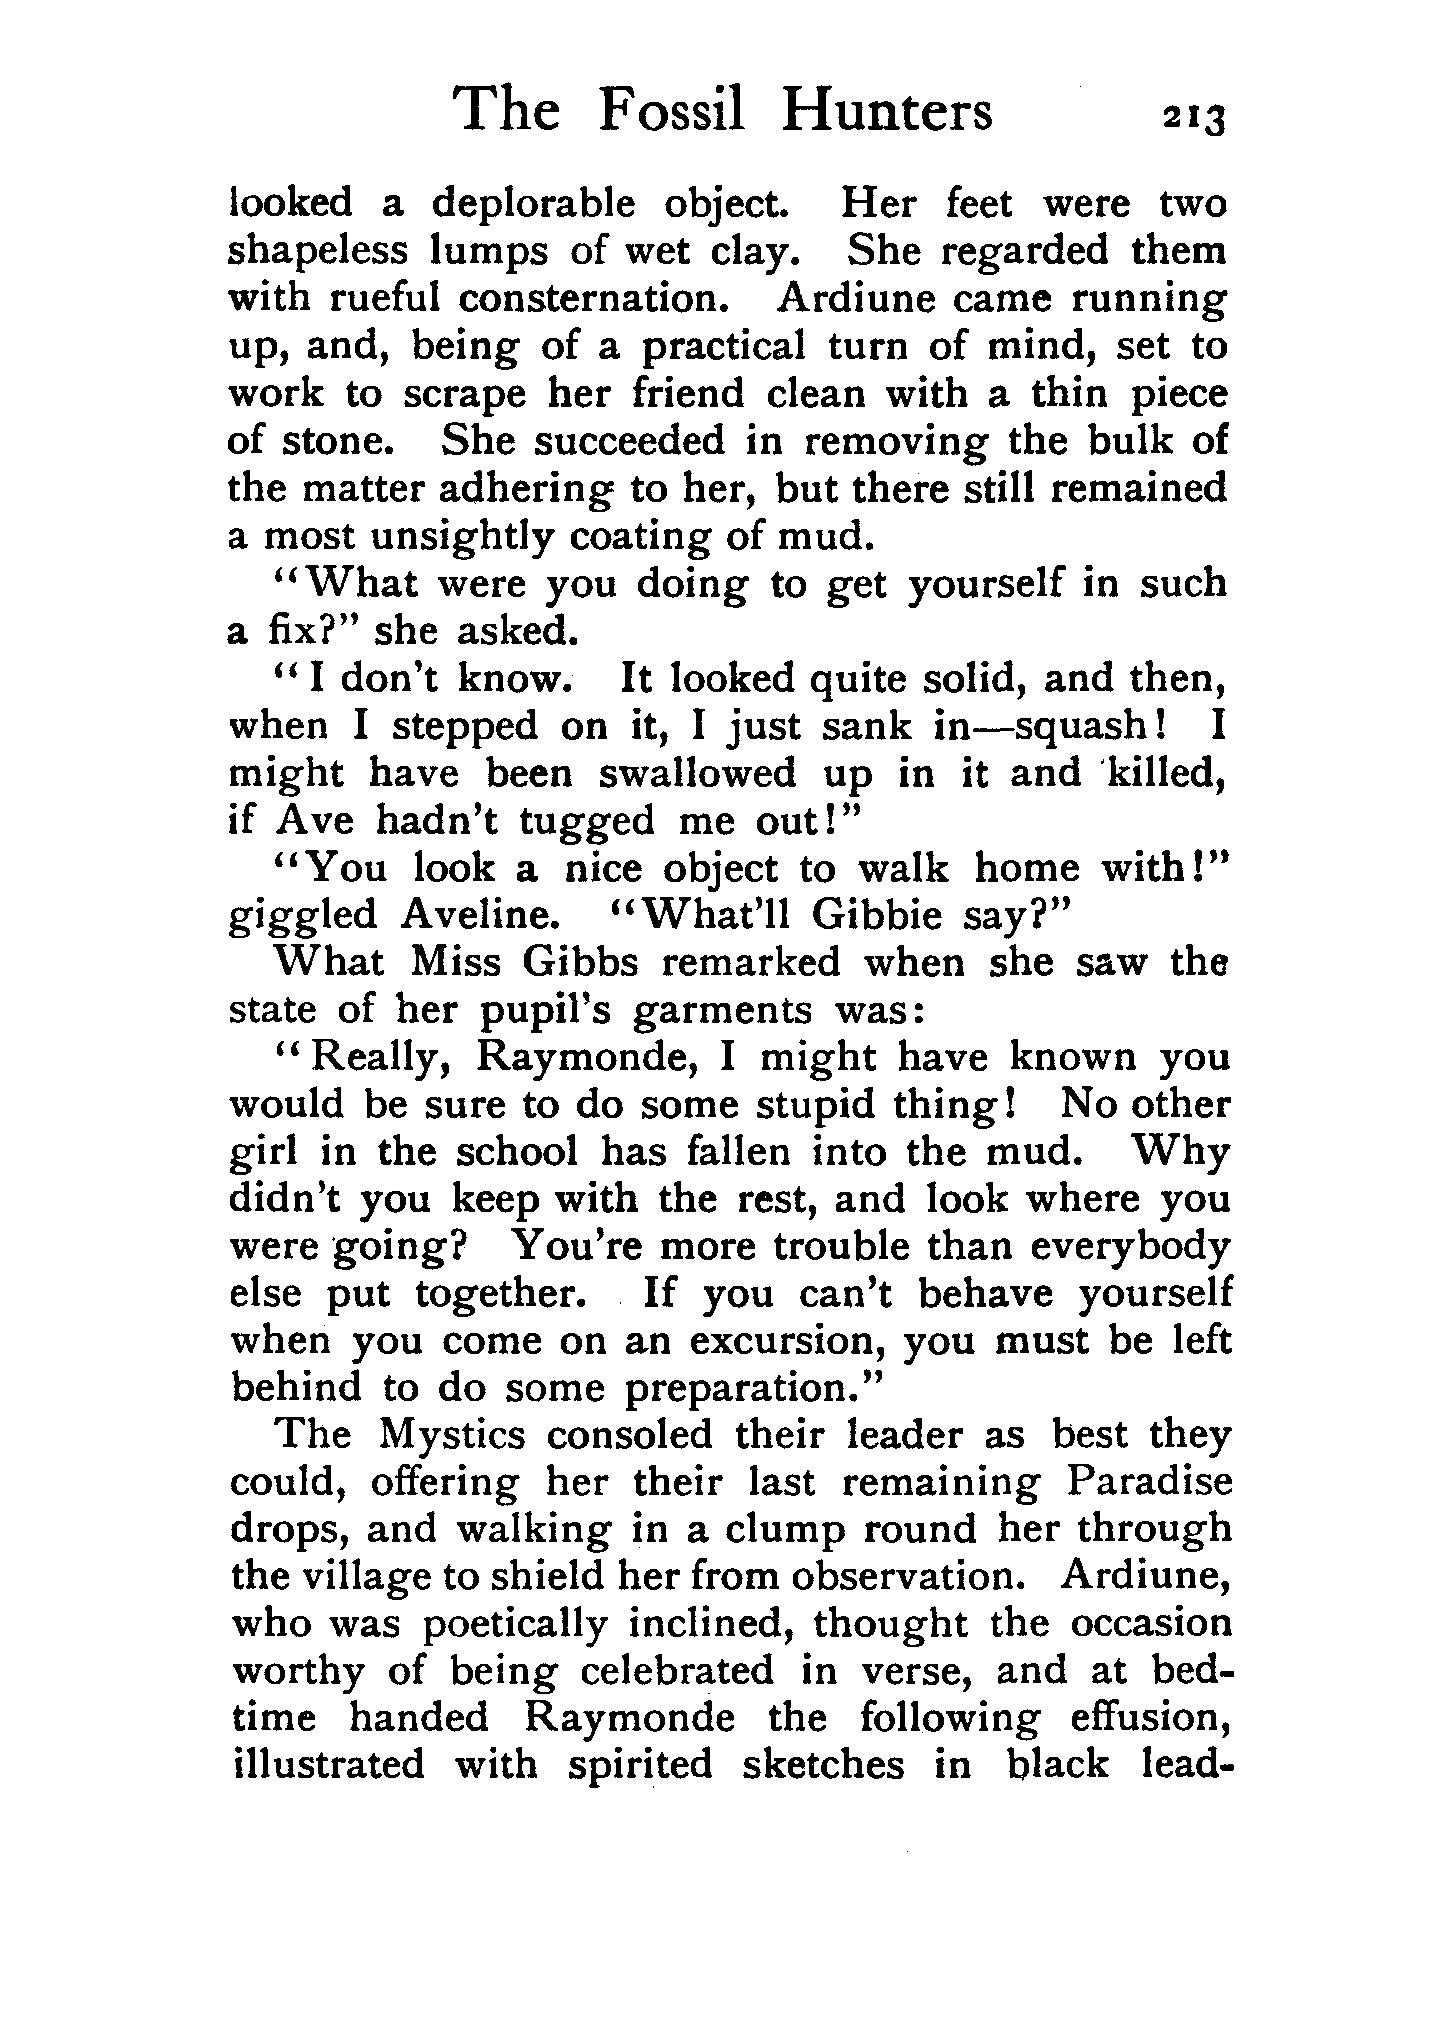 The Fossil Hunters 213
looked a deplorable object. Her feet were two
shapeless lumps of wet clay. She regarded them
with rueful consternation. Ardiune came running
up, and, being of a practical turn of mind, set to
work to scrape her friend clean with a thin piece
of stone. She succeeded in removing the bulk of
the matter adhering to her, but there still remained
a most unsightly coating of mud.
"What were you doing to get yourself in such
a fix?" she asked.
"I don't know. It looked quite solid, and then,
when I stepped on it, I just sank in—squash! I
might have been swallowed up in it and killed,
if Ave hadn't tugged me out!"
"You look a nice object to walk home with!"
giggled Aveline. "What'll Gibbie say?"
What Miss Gibbs remarked when she saw the
state of her pupil's garments was:
"Really, Raymonde, I might have known you
would be sure to do some stupid thing! No other
girl in the school has fallen into the mud. Why
didn't you keep with the rest, and look where you
were going? You're more trouble than everybody
else put together. If you can't behave yourself
when you come on an excursion, you must be left
behind to do some preparation."
The Mystics consoled their leader as best they
could, offering her their last remaining Paradise
drops, and walking in a clump round her through
the village to shield her from observation. Ardiune,
who was poetically inclined, thought the occasion
worthy of being celebrated in verse, and at bed-
time handed Raymonde the following effusion,
illustrated with spirited sketches in black lead-